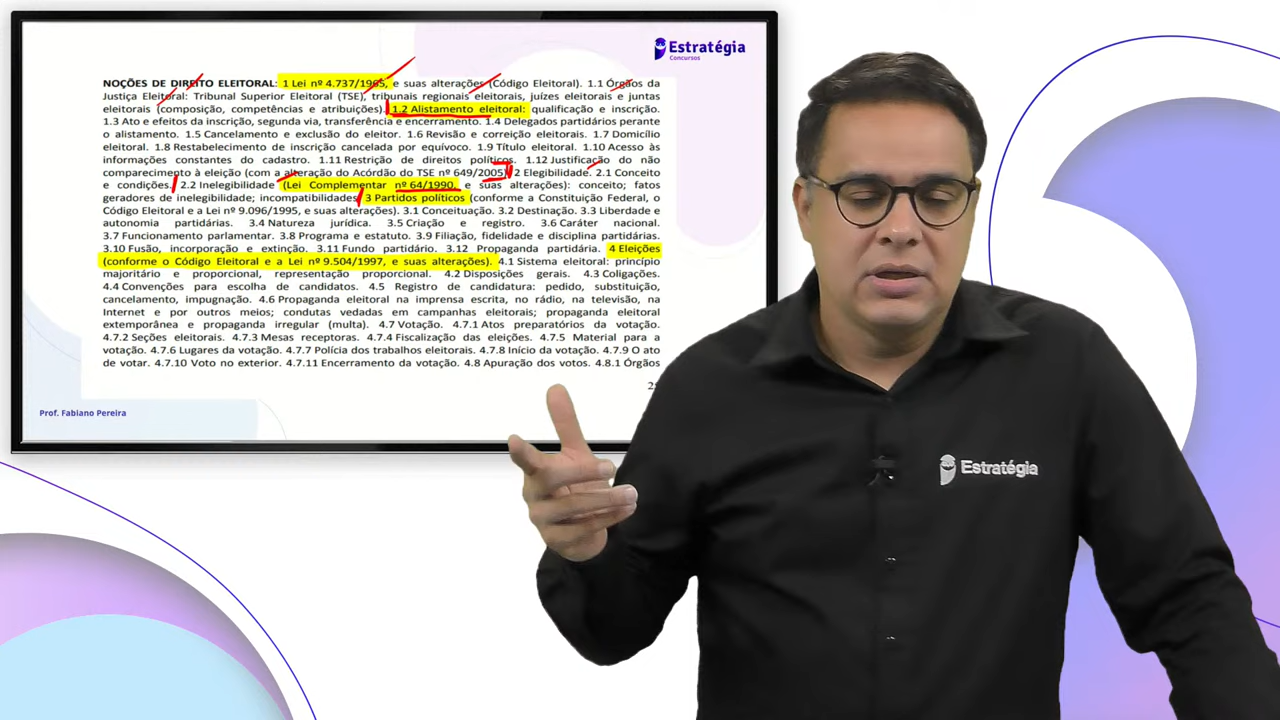 Estratégia
Concursos
NOÇÕES DE DIREITO ELEITORAL: 1 Lei nº 4.737/1965, e suas alterações (Código Eleitoral). 1.1 Órgãos da
Justiça Eleitoral: Tribunal Superior Eleitoral (TSE), tribunais regionais eleitorais, juízes eleitorais e juntas
eleitorais (composição, competências e atribuições). 1.2 Alistamento eleitoral: qualificação e inscrição.
1.3 Ato e efeitos da inscrição, segunda via, transferência e encerramento. 1.4 Delegados partidários perante
o alistamento. 1.5 Cancelamento e exclusão do eleitor. 1.6 Revisão e correição eleitorais. 1.7 Domicílio
eleitoral. 1.8 Restabelecimento de inscrição cancelada por equívoco. 1.9 Título eleitoral. 1.10 Acesso às
informações constantes do cadastro. 1.11 Restrição de direitos políticos. 1.12 Justificação do não
comparecimento à eleição (com a alteração do Acórdão do TSE nº 649/2005). 2 Elegibilidade. 2.1 Conceito
e condições. 2.2 Inelegibilidade (Lei Complementar nº 64/1990, e suas alterações): conceito; fatos
geradores de inelegibilidade; incompatibilidades. 3 Partidos políticos (conforme a Constituição Federal, o
Código Eleitoral e a Lei nº 9.096/1995, e suas alterações). 3.1 Conceituação. 3.2 Destinação. 3.3 Liberdade e
autonomia partidárias. 3.4 Natureza jurídica. 3.5 Criação e registro. 3.6 Caráter nacional.
3.7 Funcionamento parlamentar. 3.8 Programa e estatuto. 3.9 Filiação, fidelidade e disciplina partidárias.
3.10 Fusão, incorporação e extinção. 3.11 Fundo partidário. 3.12 Propaganda partidária. 4 Eleições
(conforme o Código Eleitoral e a Lei nº 9.504/1997, e suas alterações). 4.1 Sistema eleitoral: princípio
majoritário e proporcional, representação proporcional. 4.2 Disposições gerais. 4.3 Coligações.
4.4 Convenções para escolha de candidatos. 4.5 Registro de candidatura: pedido, substituição,
cancelamento, impugnação. 4.6 Propaganda eleitoral na imprensa escrita, no rádio, na televisão, na
Internet e por outros meios; condutas vedadas em campanhas eleitorais; propaganda eleitoral
extemporânea e propaganda irregular (multa). 4.7 Votação. 4.7.1 Atos preparatórios da votação.
4.7.2 Seções eleitorais. 4.7.3 Mesas receptoras. 4.7.4 Fiscalização das eleições. 4.7.5 Material para a
votação. 4.7.6 Lugares da votação. 4.7.7 Polícia dos trabalhos eleitorais. 4.7.8 Início da votação. 4.7.9 O ato
de votar. 4.7.10 Voto no exterior. 4.7.11 Encerramento da votação. 4.8 Apuração dos votos. 4.8.1 Órgãos
Prof. Fabiano Pereira
Estratégia